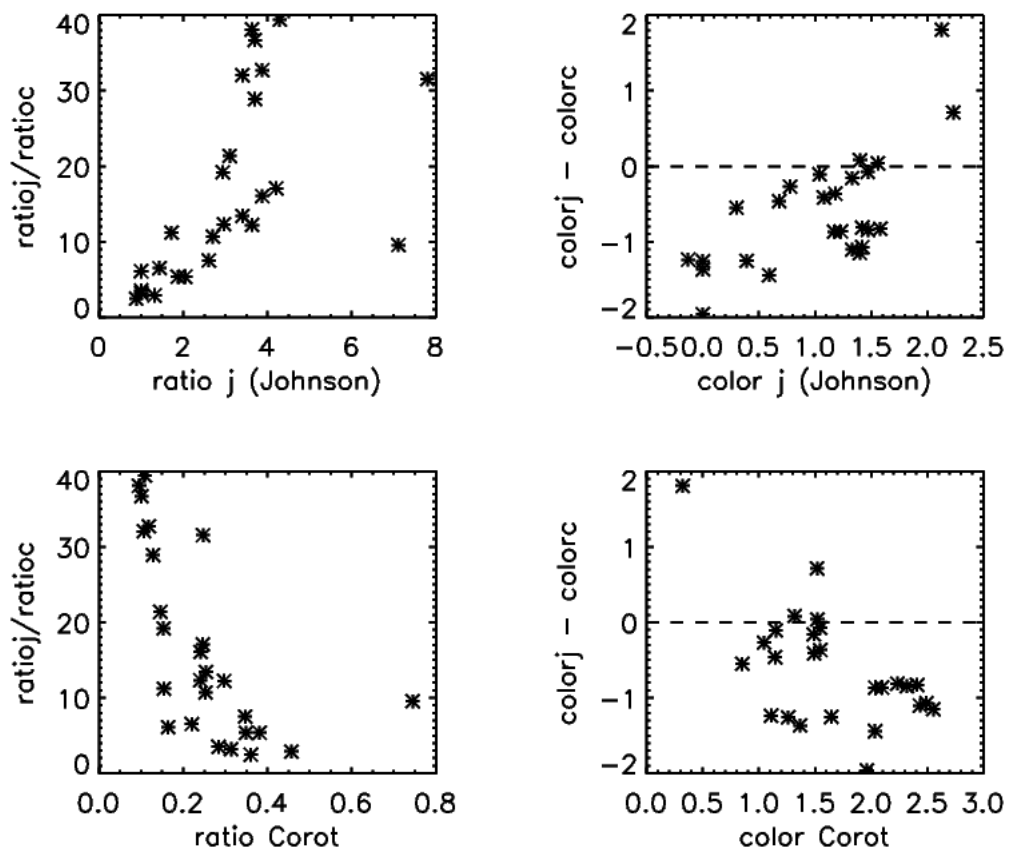 40
30
20
10
0
ratioj/ratioc
0 2 4 6 8
ratio j (Johnson)
2
1
0
−1
−2
colorj − colorc
−0.5 0.0 0.5 1.0 1.5 2.0 2.5
color j (Johnson)
40
30
20
10
0
ratioj/ratioc
0.0 0.2 0.4 0.6 0.8
ratio Corot
2
1
0
−1
−2
colorj − colorc
0.0 0.5 1.0 1.5 2.0 2.5 3.0
color Corot